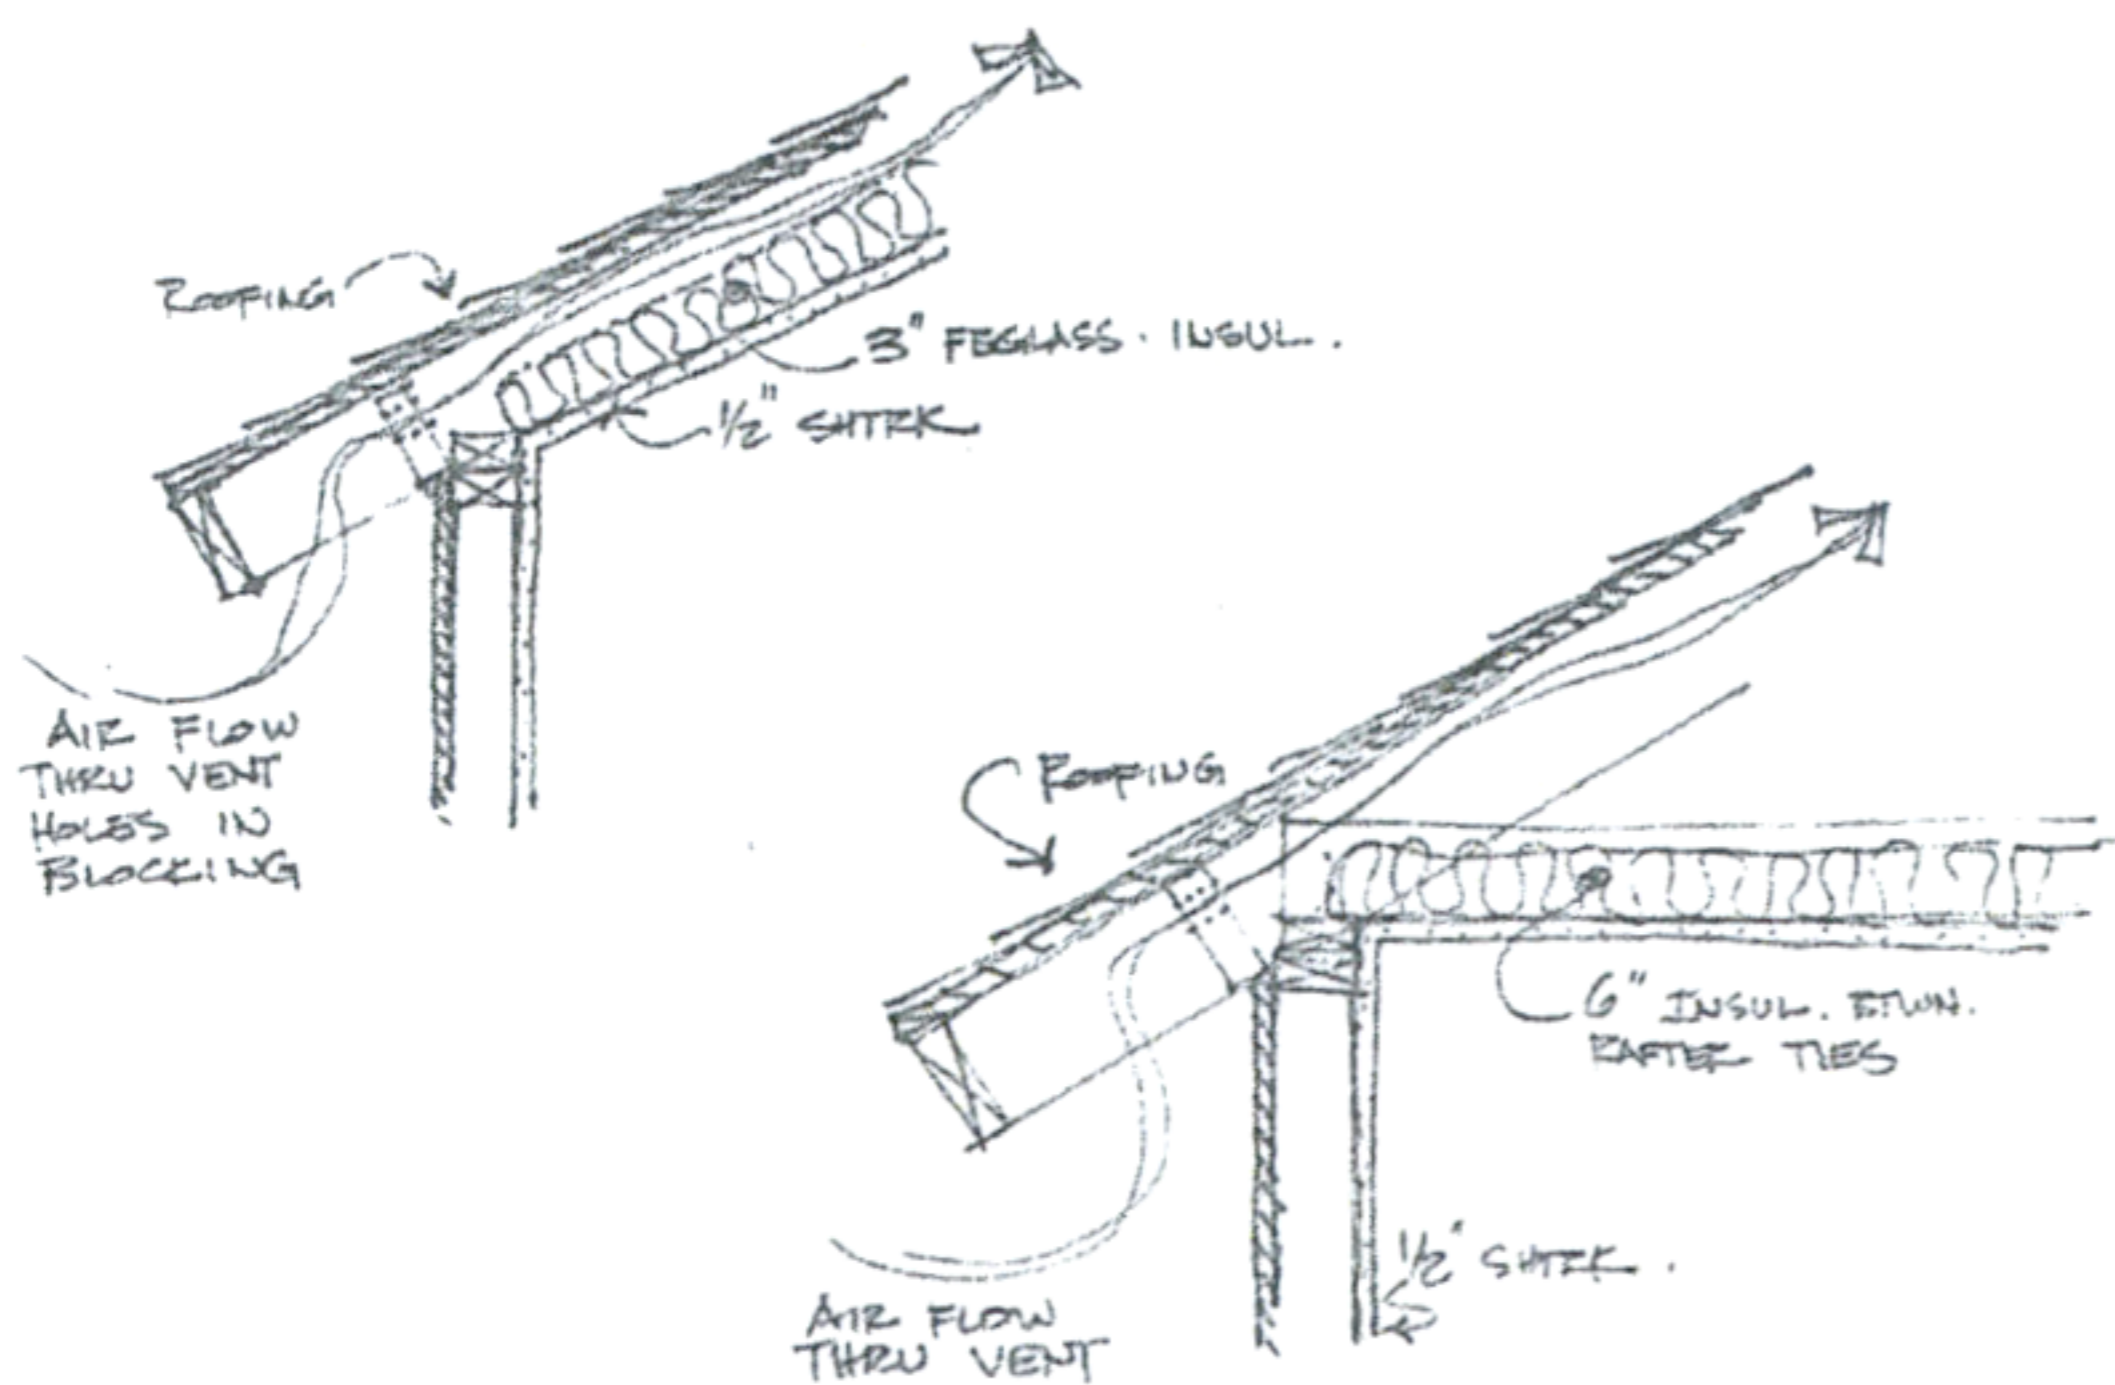 ROOFING
3" FBGLASS. INSUL.
1/2" SHTRK
AIR FLOW
THRU VENT
HOLES IN
BLOCKING
ROOFING
6" INSUL. BTWN.
RAFTER TIES
1/2" SHTRK.
AIR FLOW
THRU VENT